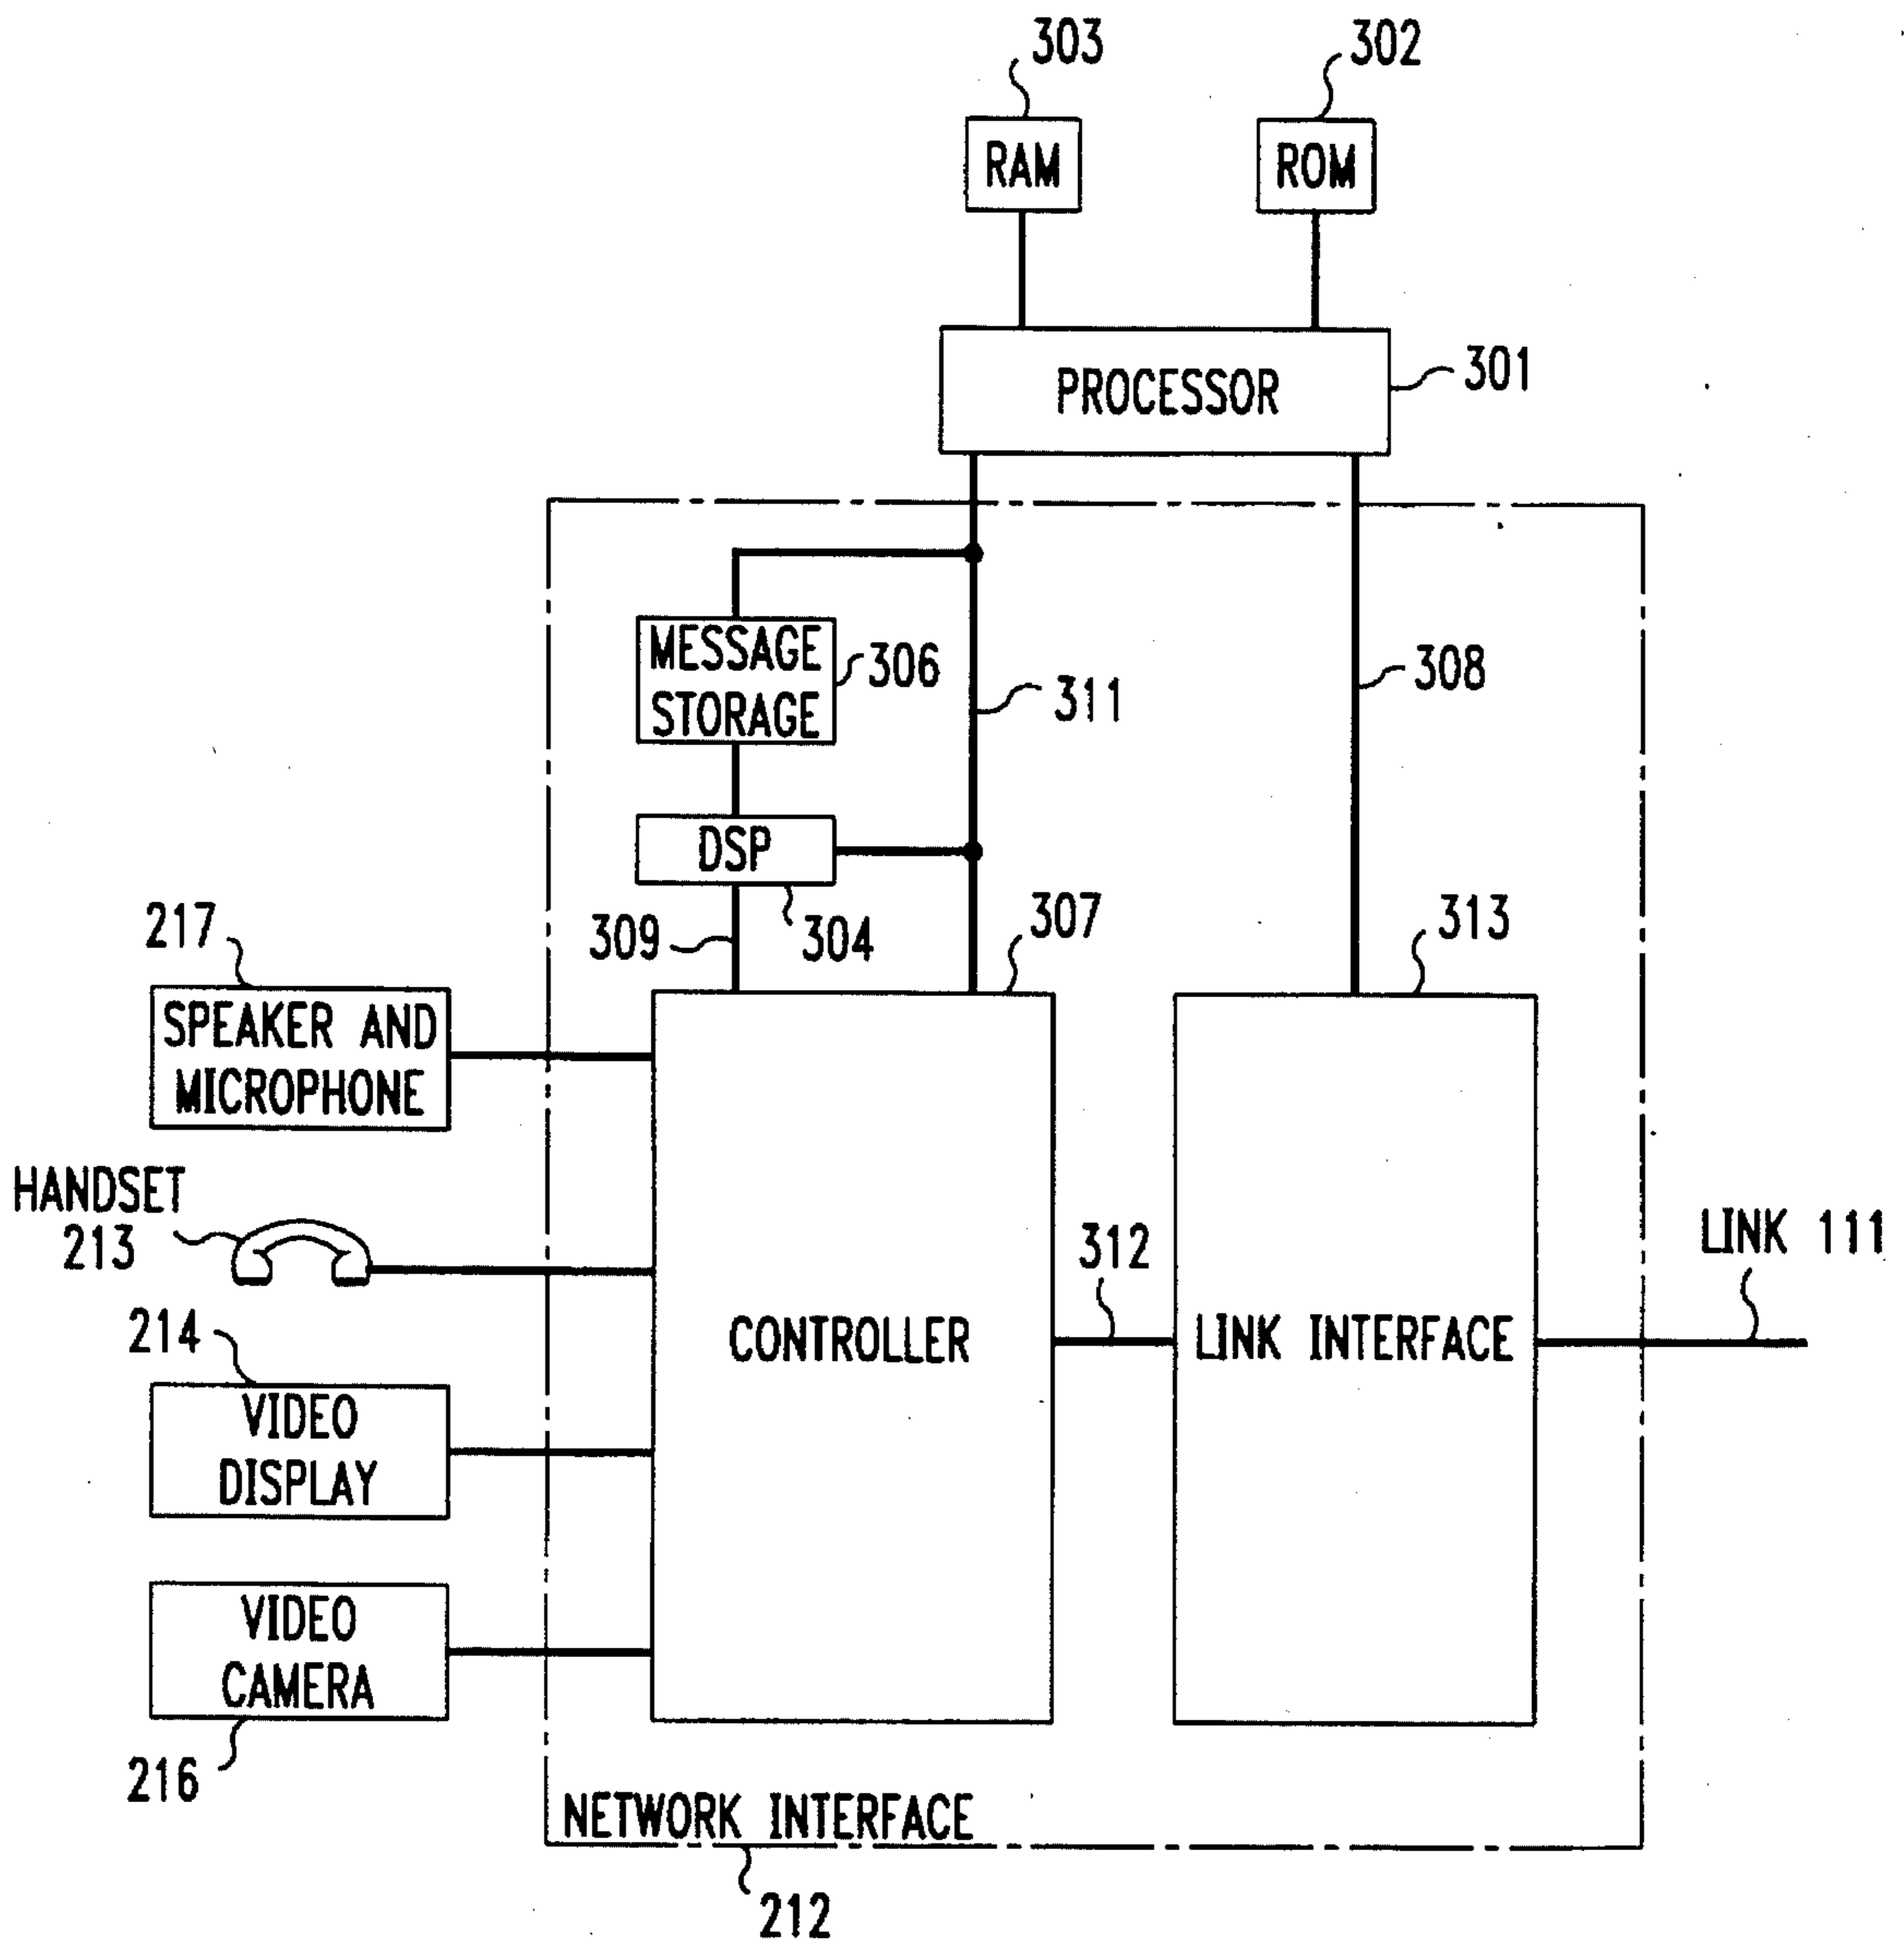 303
302
RAM
ROM
PROCESSOR
301
MESSAGE
STORAGE
306
311
308
DSP
309
304
307
313
217
SPEAKER AND
MICROPHONE
HANDSET
213
312
LINK 111
214
CONTROLLER
LINK INTERFACE
VIDEO
DISPLAY
VIDEO
CAMERA
216
NETWORK INTERFACE
212